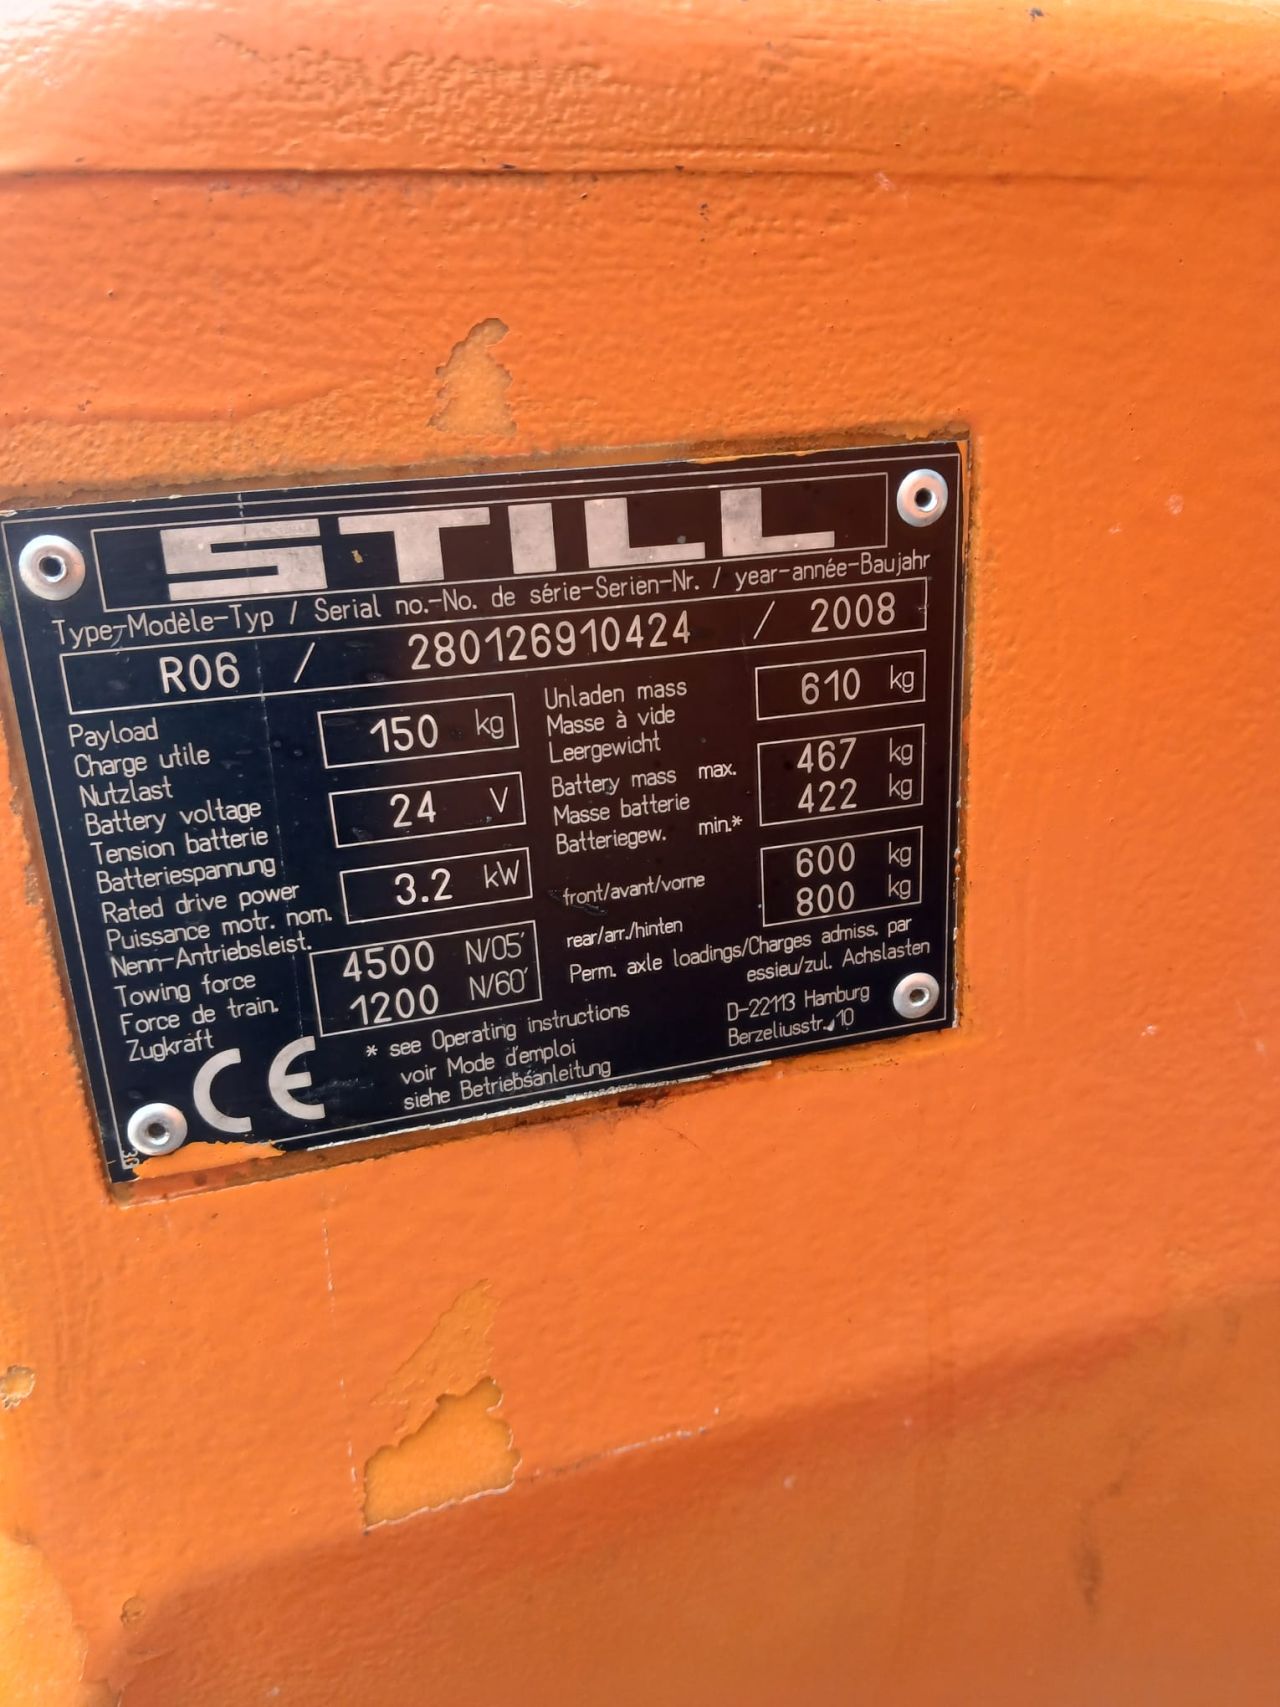 STILL
Type-Modèle-Typ / Serial no.-No. de série-Serien-Nr. / year-année-Baujahr
R06 / 280126910424 / 2008
Payload
Charge utile
Nutzlast
150 kg
Battery voltage
Tension batterie
Batteriespannung
24 V
Rated drive power
Puissance motr. nom.
Nenn-Antriebsleist.
3.2 kW
Towing force
Force de train.
Zugkraft
4500 N/05'
1200 N/60'
Unladen mass
Masse à vide
Leergewicht
610 kg
Battery mass max.
Masse batterie
Batteriegew. min.*
467 kg
422 kg
front/avant/vorne 600 kg
rear/arr./hinten 800 kg
Perm. axle loadings/Charges admiss. par
essieu/zul. Achslasten
CE
* see Operating instructions
voir Mode d'emploi
siehe Betriebsanleitung
D-22113 Hamburg
Berzeliusstr. 10